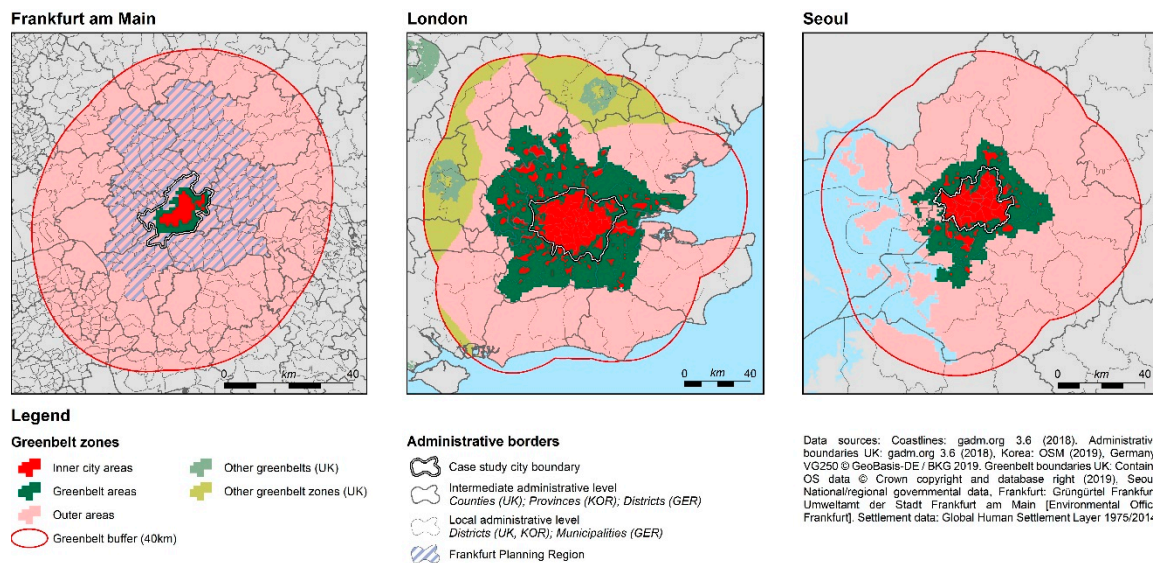 Frankfurt am Main
London
Seoul
0 km 40
0 km 40
0 km 40
Legend
Greenbelt zones
Inner city areas
Greenbelt areas
Outer areas
Greenbelt buffer (40km)
Other greenbelts (UK)
Other greenbelt zones (UK)
Administrative borders
Case study city boundary
Intermediate administrative level
Counties (UK); Provinces (KOR); Districts (GER)
Local administrative level
Districts (UK, KOR); Municipalities (GER)
Frankfurt Planning Region
Data sources: Coastlines: gadm.org 3.6 (2018). Administrativ
boundaries UK: gadm.org 3.6 (2018), Korea: OSM (2019), Germany
VG250 © GeoBasis-DE / BKG 2019. Greenbelt boundaries UK: Contain
OS data © Crown copyright and database right (2019), Seou
National/regional governmental data, Frankfurt: Grüngürtel Frankfur
Umweltamt der Stadt Frankfurt am Main [Environmental Offic
Frankfurt]. Settlement data: Global Human Settlement Layer 1975/2014